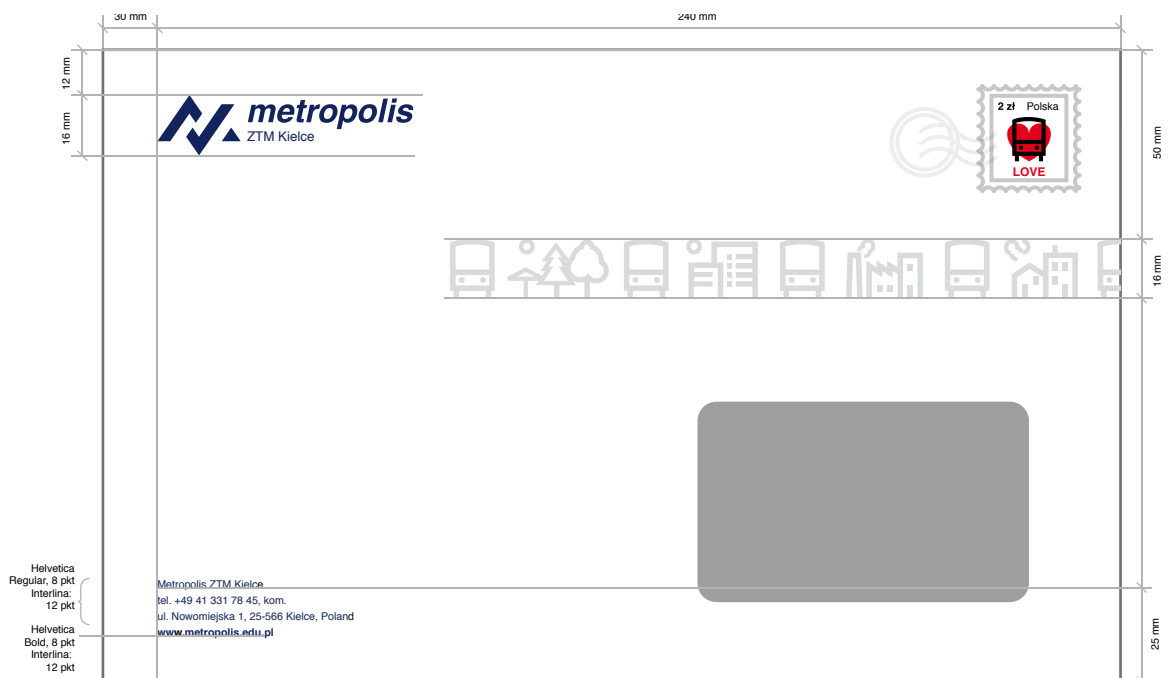 30 mm
240 mm
12 mm
16 mm
metropolis
ZTM Kielce
2 zł Polska
LOVE
50 mm
16 mm
Helvetica
Regular, 8 pkt
Interlina:
12 pkt
Helvetica
Bold, 8 pkt
Interlina:
12 pkt
Metropolis ZTM Kielce
tel. +49 41 331 78 45, kom.
ul. Nowomiejska 1, 25-566 Kielce, Poland
www.metropolis.edu.pl
25 mm